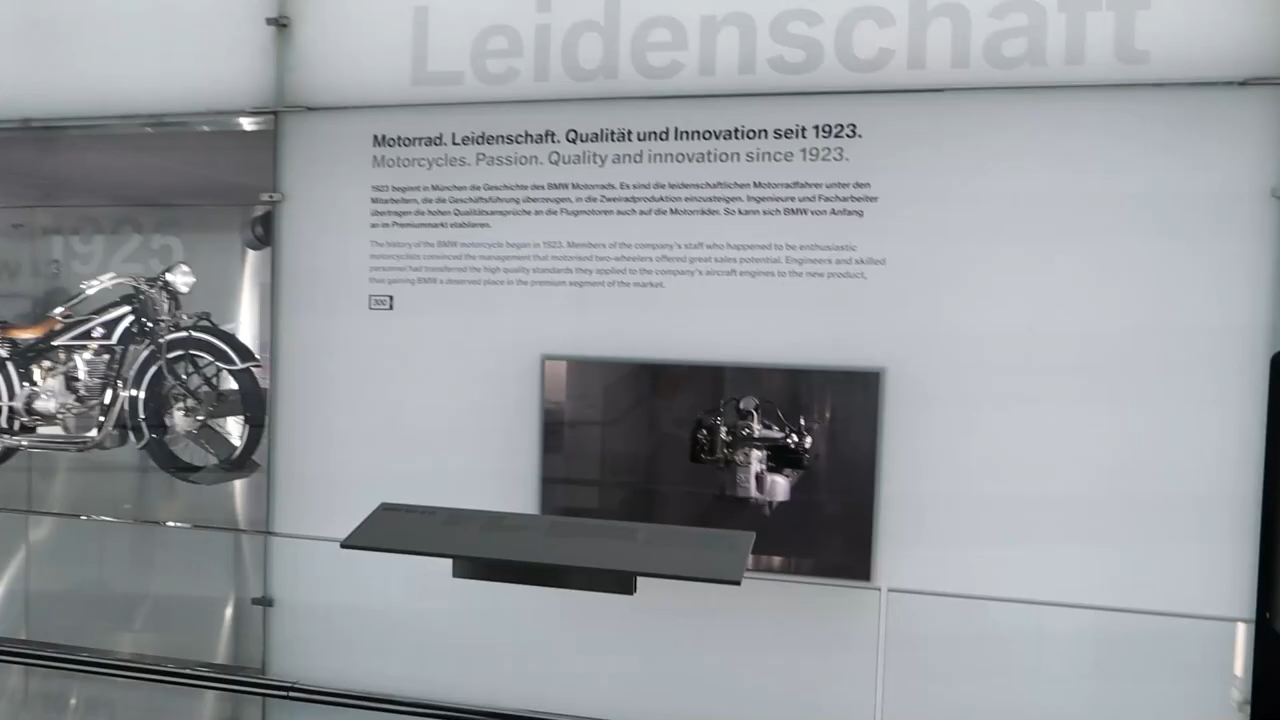 Leidenschaft
Motorrad. Leidenschaft. Qualität und Innovation seit 1923.
Motorcycles. Passion. Quality and innovation since 1923.
1923 beginnt in München die Geschichte des BMW Motorrads. Es sind die leidenschaftlichen Motorradfahrer unter den
Mitarbeitern, die die Geschäftsführung überzeugen, in die Zweiradproduktion einzusteigen. Ingenieure und Facharbeiter
übertragen die hohen Qualitätsansprüche an die Flugmotoren auch auf die Motorräder. So kann sich BMW von Anfang
an im Premiummarkt etablieren.
The history of the BMW motorcycle began in 1923. Members of the company's staff who happened to be enthusiastic
motorcyclists convinced the management that motorised two-wheelers offered great sales potential. Engineers and skilled
personnel had transferred the high quality standards they applied to the company's aircraft engines to the new product,
thus gaining BMW a deserved place in the premium segment of the market.
300
1925